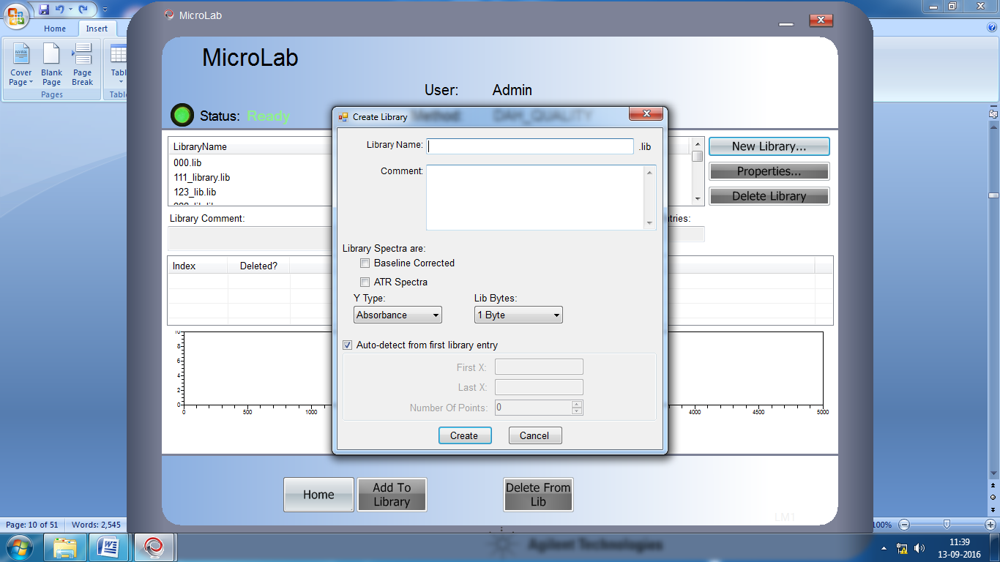 MicroLab
Home Insert
Cover Page
Blank Page
Page Break
Pages
MicroLab
User: Admin
Status: Ready
Method: DAH_QUALITY
Create Library
Library Name: .lib
Comment:
Library Spectra are:
Baseline Corrected
ATR Spectra
Y Type: Lib Bytes:
Absorbance 1 Byte
Auto-detect from first library entry
First X:
Last X:
Number Of Points: 0
Create Cancel
LibraryName
000.lib
111_library.lib
123_lib.lib
New Library...
Properties...
Delete Library
Library Comment:
Index Deleted?
10
8
6
4
2
0
0 500 1000 4000 4500 5000
Home
Add To Library
Delete From Lib
LM1
Agilent Technologies
Page: 10 of 51 Words: 2,545
100%
11:39
13-09-2016